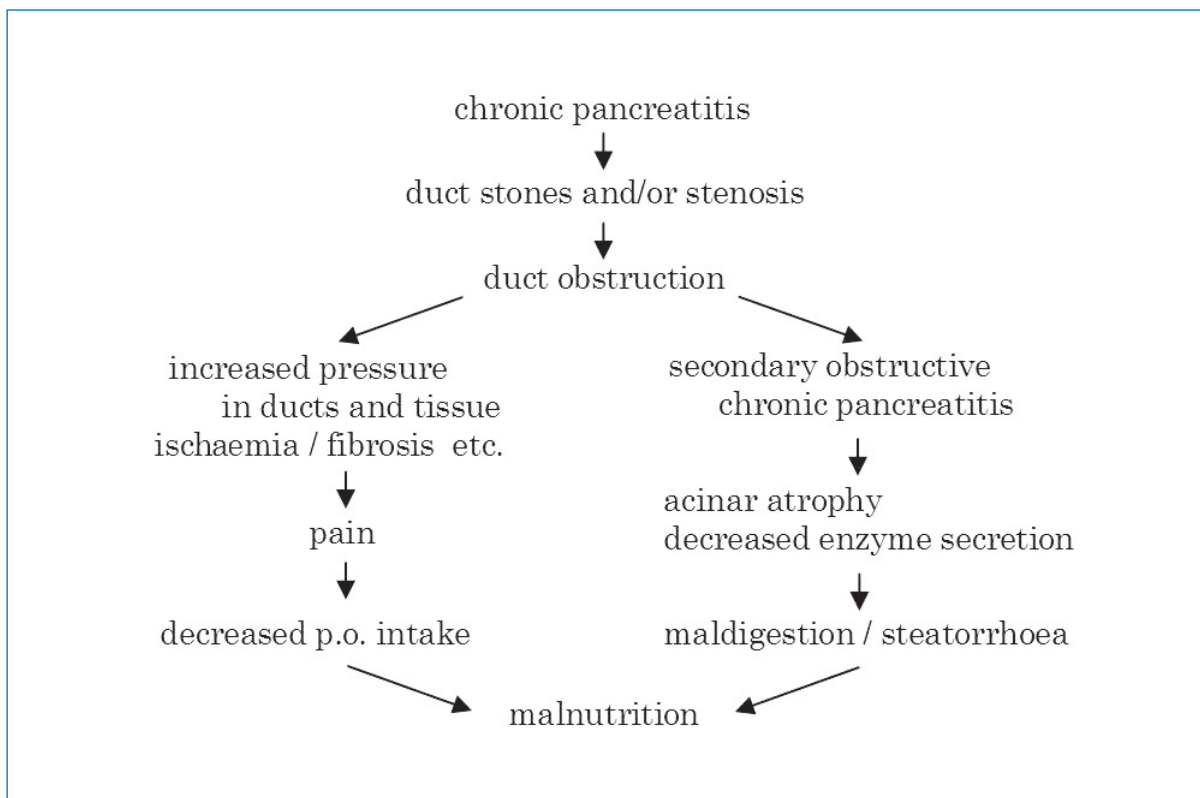 chronic pancreatitis
duct stones and/or stenosis
duct obstruction
increased pressure
in ducts and tissue
ischaemia / fibrosis etc.
pain
decreased p.o. intake
secondary obstructive
chronic pancreatitis
acinar atrophy
decreased enzyme secretion
maldigestion / steatorrhoea
malnutrition